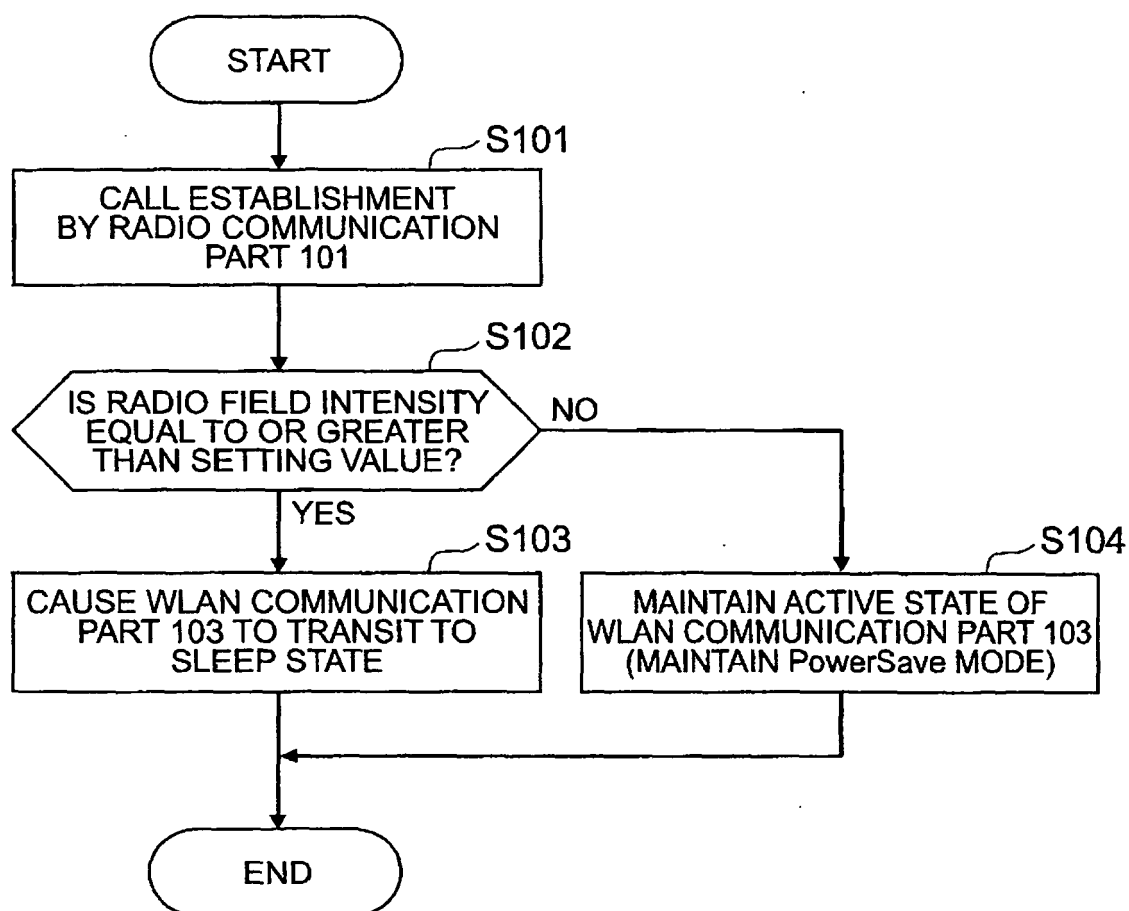 START
S101
CALL ESTABLISHMENT
BY RADIO COMMUNICATION
PART 101
S102
IS RADIO FIELD INTENSITY
EQUAL TO OR GREATER
THAN SETTING VALUE?
NO
YES
S103
CAUSE WLAN COMMUNICATION
PART 103 TO TRANSIT TO
SLEEP STATE
S104
MAINTAIN ACTIVE STATE OF
WLAN COMMUNICATION PART 103
(MAINTAIN PowerSave MODE)
END